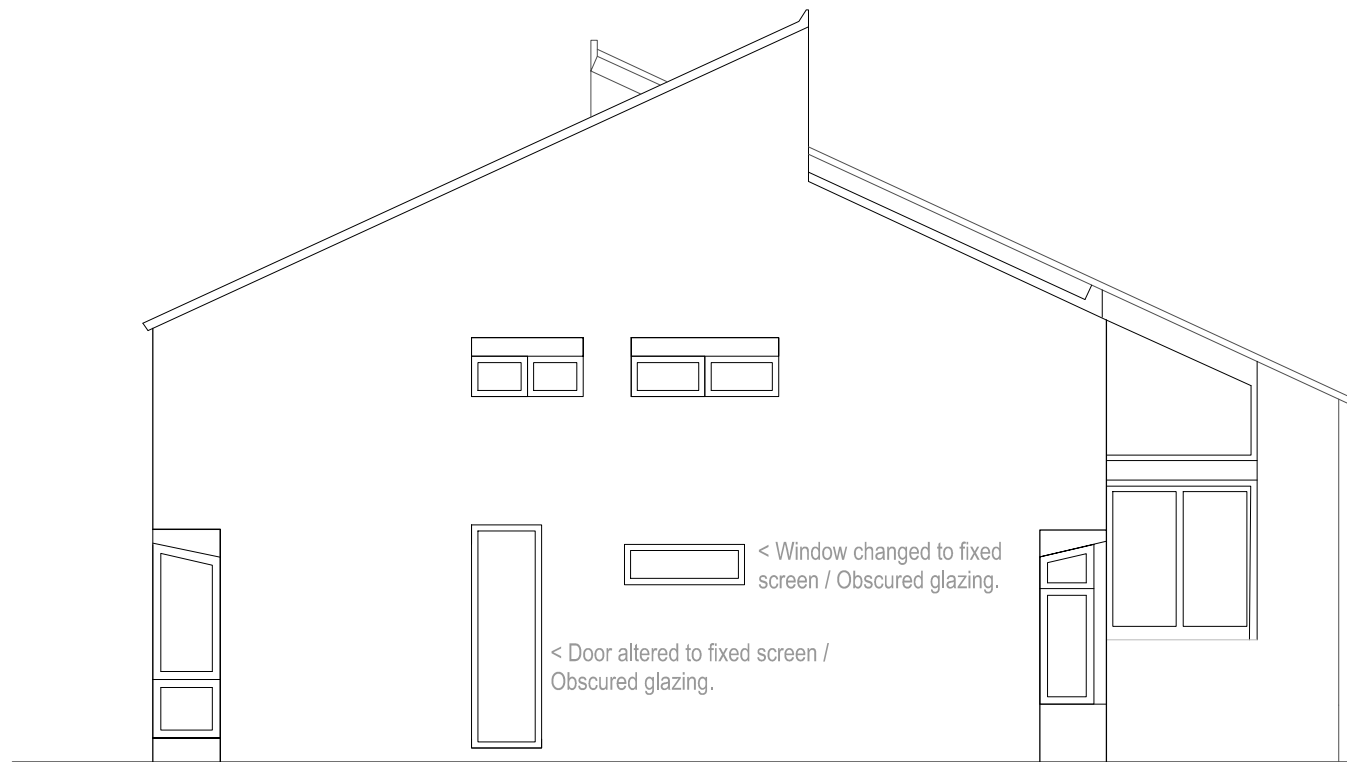 < Window changed to fixed
screen / Obscured glazing.
< Door altered to fixed screen /
Obscured glazing.